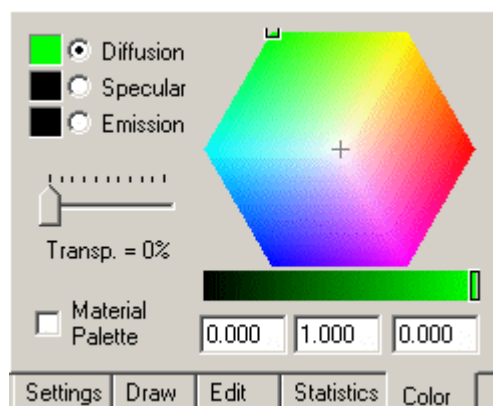 Diffusion
Specular
Emission
Transp. = 0%
Material
Palette
0.000 1.000 0.000
Settings Draw Edit Statistics Color